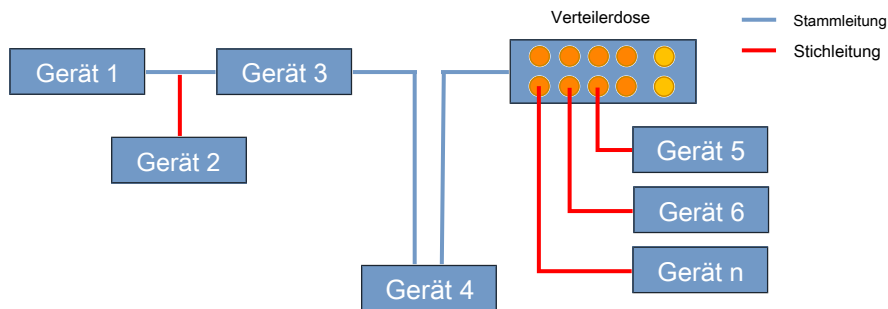 Verteilerdose
Stammleitung
Stichleitung
Gerät 1
Gerät 3
Gerät 2
Gerät 5
Gerät 6
Gerät n
Gerät 4